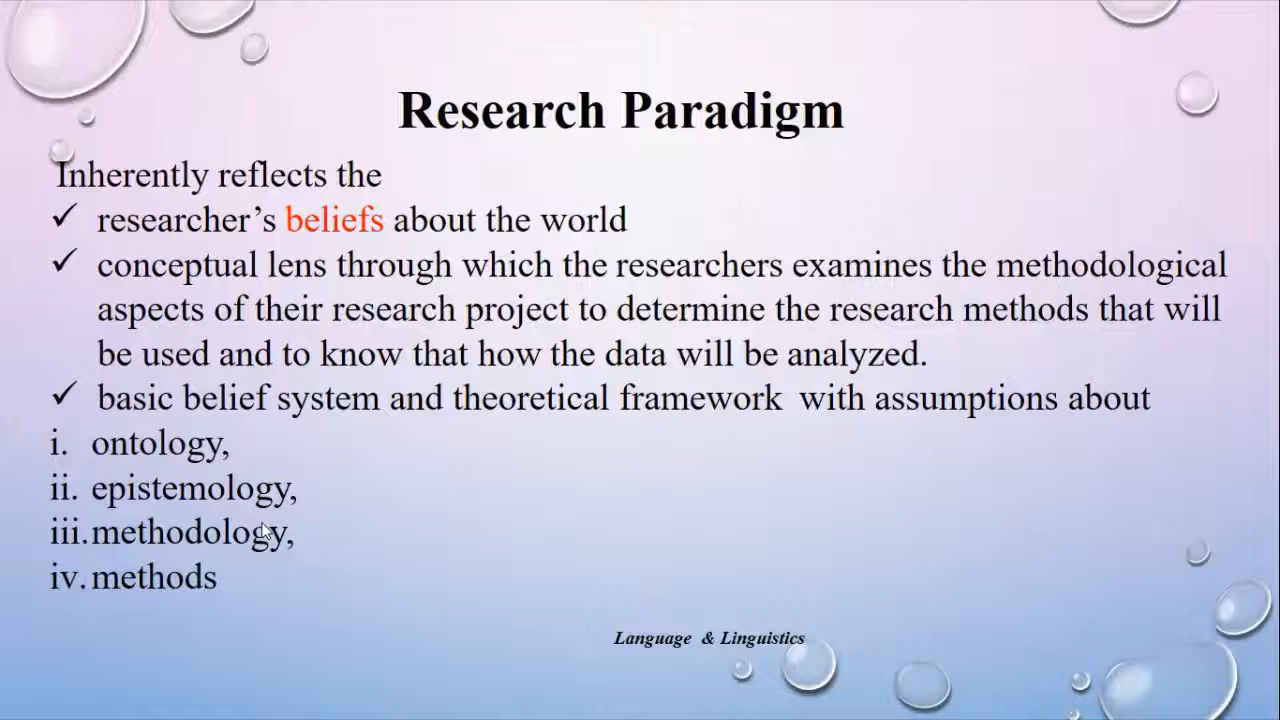 Research Paradigm
Inherently reflects the
✓ researcher’s beliefs about the world
✓ conceptual lens through which the researchers examines the methodological
aspects of their research project to determine the research methods that will
be used and to know that how the data will be analyzed.
✓ basic belief system and theoretical framework with assumptions about
i. ontology,
ii. epistemology,
iii. methodology,
iv. methods
Language & Linguistics